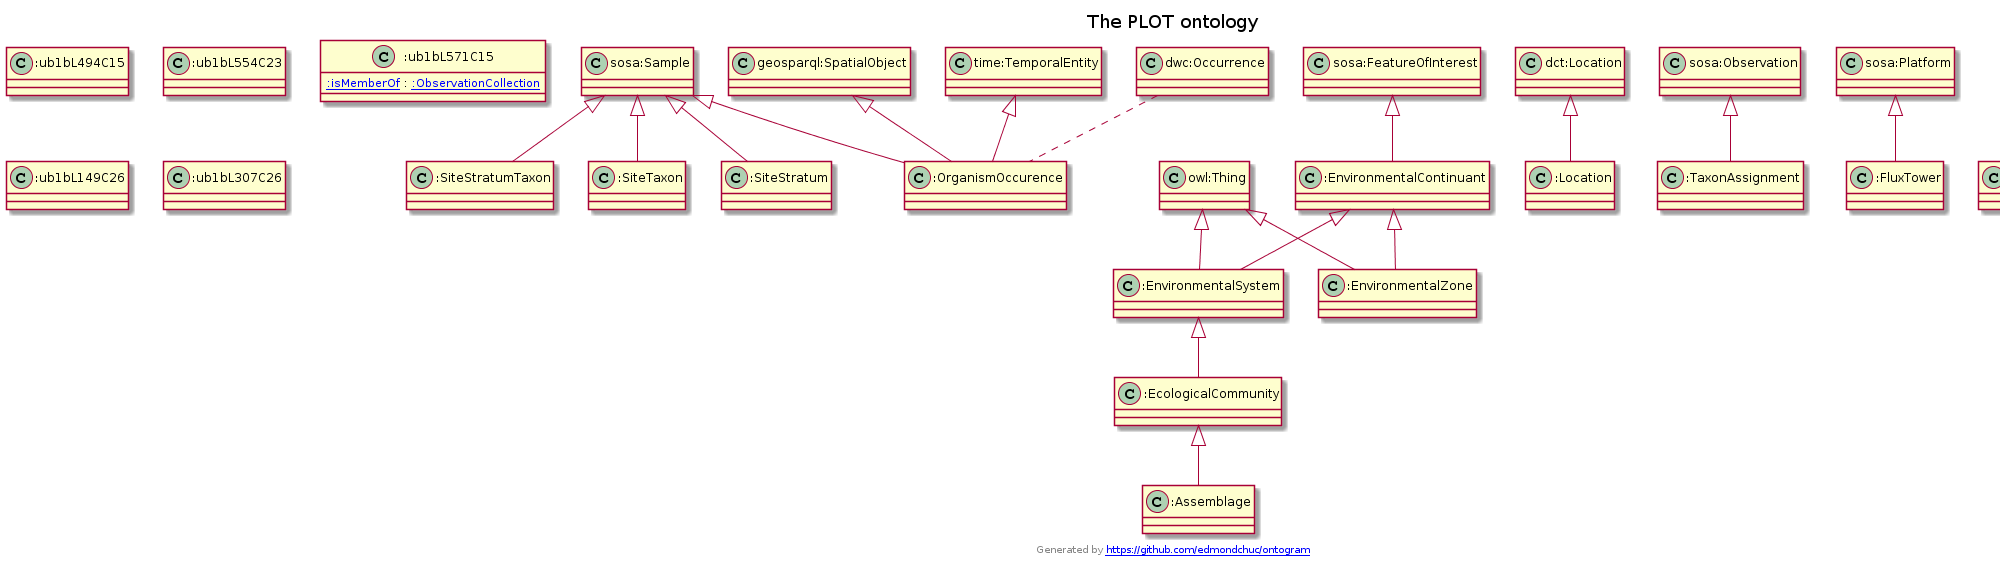 The PLOT ontology
C :ub1bL494C15
C :ub1bL554C23
C :ub1bL571C15
:isMemberOf : :ObservationCollection
C sosa:Sample
C geosparql:SpatialObject
C time:TemporalEntity
C dwc:Occurrence
C sosa:FeatureOfInterest
C dct:Location
C sosa:Observation
C sosa:Platform
C :ub1bL149C26
C :ub1bL307C26
C :SiteStratumTaxon
C :SiteTaxon
C :SiteStratum
C :OrganismOccurence
C owl:Thing
C :EnvironmentalContinuant
C :Location
C :TaxonAssignment
C :FluxTower
C :EnvironmentalSystem
C :EnvironmentalZone
C :EcologicalCommunity
C :Assemblage
Generated by https://github.com/edmondchuc/ontogram